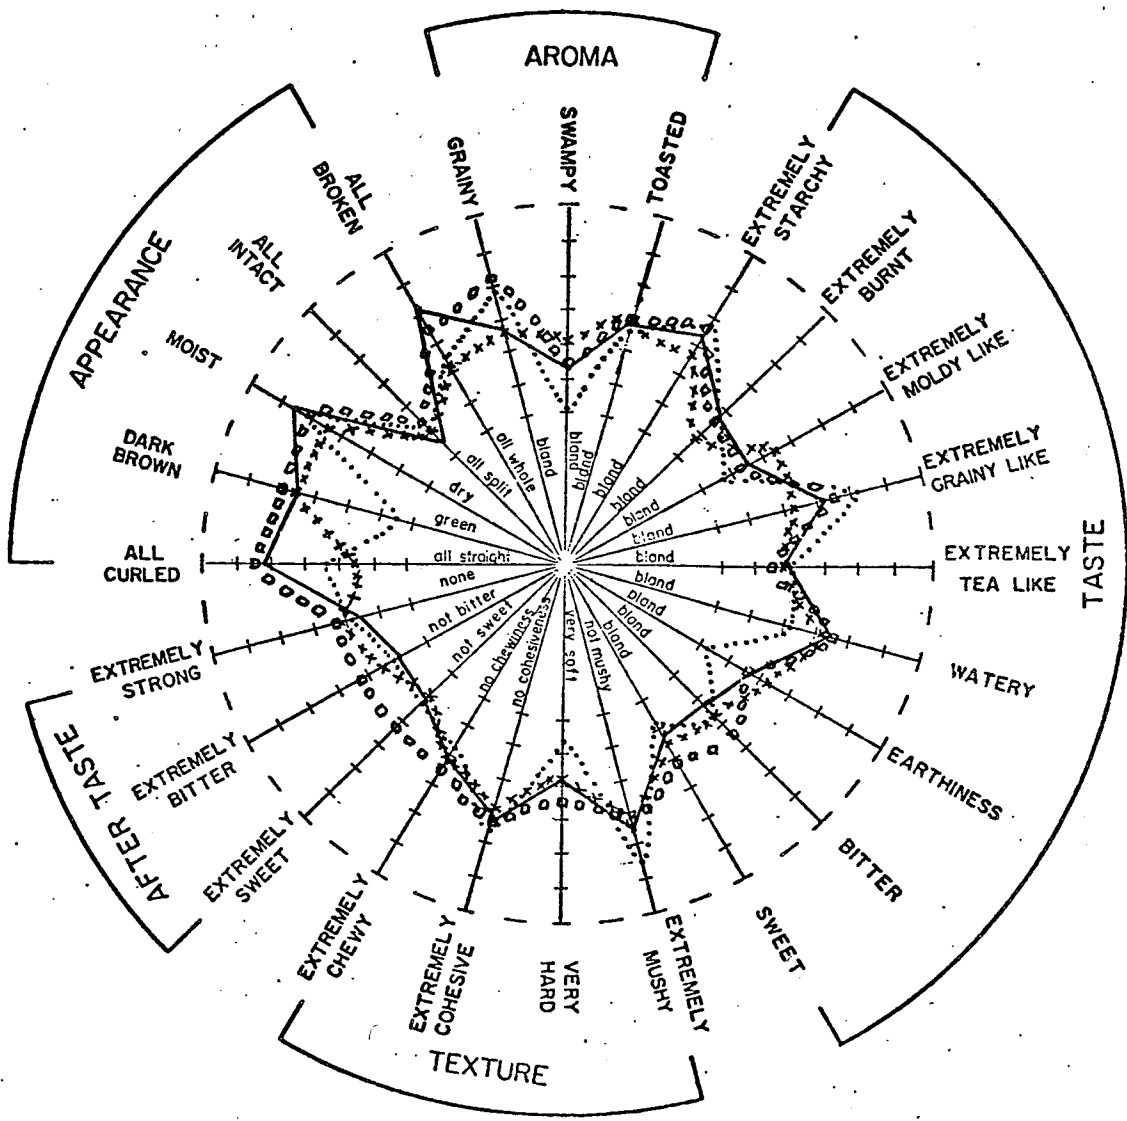 AROMA
GRAINY
SWAMPY
TOASTED
EXTREMELY
STARCHY
EXTREMELY
BURNT
EXTREMELY
MOLDY LIKE
EXTREMELY
GRAINY LIKE
EXTREMELY
TEA LIKE
WATERY
EARTHINESS
BITTER
SWEET
TASTE
EXTREMELY
MUSHY
VERY
HARD
EXTREMELY
COHESIVE
EXTREMELY
CHEWY
TEXTURE
EXTREMELY
SWEET
EXTREMELY
BITTER
EXTREMELY
STRONG
AFTER TASTE
ALL
CURLED
DARK
BROWN
MOIST
ALL
INTACT
ALL
BROKEN
APPEARANCE
bland
bland
bland
bland
bland
bland
bland
bland
bland
bland
bland
not mushy
very soft
no cohesiveness
no chewiness
not sweet
not bitter
none
all straight
green
dry
all split
all whole